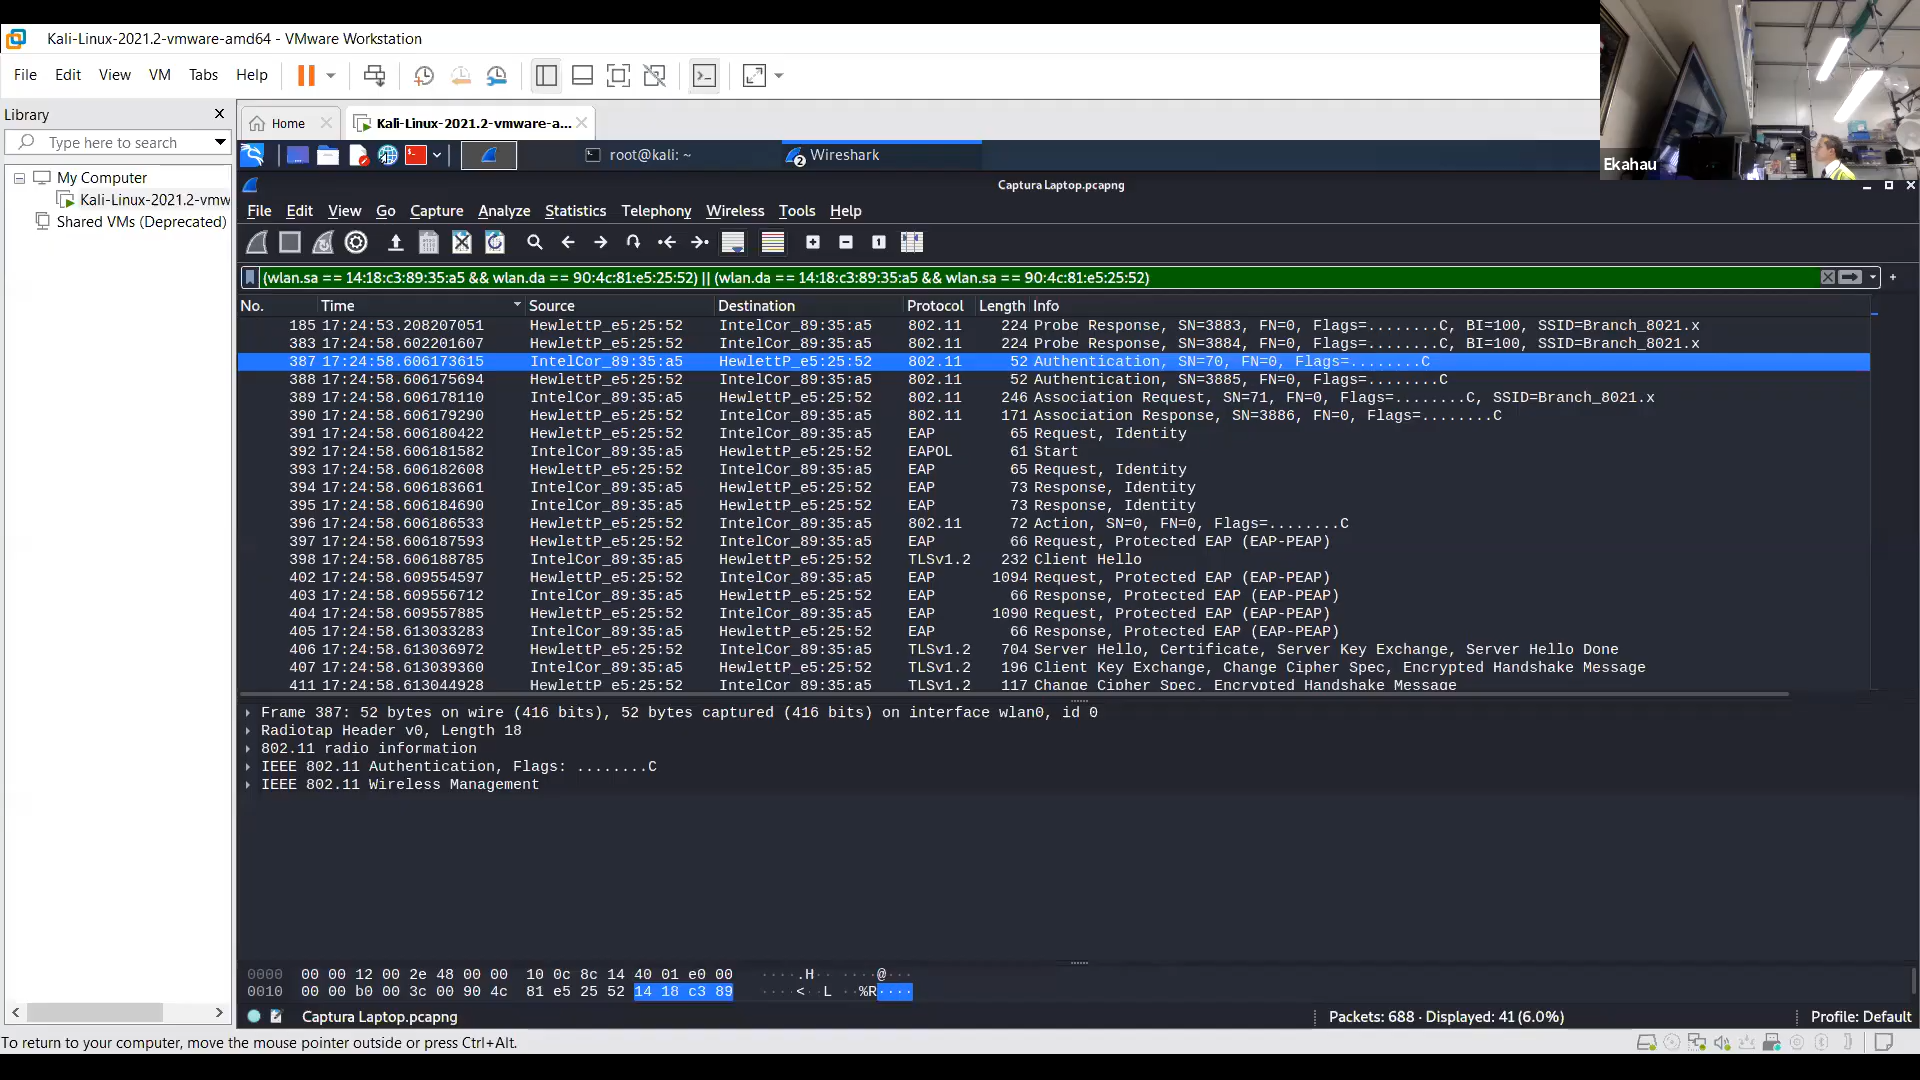 Kali-Linux-2021.2-vmware-amd64 - VMware Workstation
File Edit View VM Tabs Help
Ekahau
Library
Type here to search
My Computer
Kali-Linux-2021.2-vmw
Shared VMs (Deprecated)
Home
Kali-Linux-2021.2-vmware-a...
root@kali: ~
2 Wireshark
Captura Laptop.pcapng
File Edit View Go Capture Analyze Statistics Telephony Wireless Tools Help
(wlan.sa == 14:18:c3:89:35:a5 && wlan.da == 90:4c:81:e5:25:52) || (wlan.da == 14:18:c3:89:35:a5 && wlan.sa == 90:4c:81:e5:25:52)
No. Time Source Destination Protocol Length Info
185 17:24:53.208207051 HewlettP_e5:25:52 IntelCor_89:35:a5 802.11 224 Probe Response, SN=3883, FN=0, Flags=........C, BI=100, SSID=Branch_8021.x
383 17:24:58.602201607 HewlettP_e5:25:52 IntelCor_89:35:a5 802.11 224 Probe Response, SN=3884, FN=0, Flags=........C, BI=100, SSID=Branch_8021.x
387 17:24:58.606173615 IntelCor_89:35:a5 HewlettP_e5:25:52 802.11 52 Authentication, SN=70, FN=0, Flags=........C
388 17:24:58.606175694 HewlettP_e5:25:52 IntelCor_89:35:a5 802.11 52 Authentication, SN=3885, FN=0, Flags=........C
389 17:24:58.606178110 IntelCor_89:35:a5 HewlettP_e5:25:52 802.11 246 Association Request, SN=71, FN=0, Flags=........C, SSID=Branch_8021.x
390 17:24:58.606179290 HewlettP_e5:25:52 IntelCor_89:35:a5 802.11 171 Association Response, SN=3886, FN=0, Flags=........C
391 17:24:58.606180422 HewlettP_e5:25:52 IntelCor_89:35:a5 EAP 65 Request, Identity
392 17:24:58.606181582 IntelCor_89:35:a5 HewlettP_e5:25:52 EAPOL 61 Start
393 17:24:58.606182608 HewlettP_e5:25:52 IntelCor_89:35:a5 EAP 65 Request, Identity
394 17:24:58.606183661 IntelCor_89:35:a5 HewlettP_e5:25:52 EAP 73 Response, Identity
395 17:24:58.606184690 IntelCor_89:35:a5 HewlettP_e5:25:52 EAP 73 Response, Identity
396 17:24:58.606186533 HewlettP_e5:25:52 IntelCor_89:35:a5 802.11 72 Action, SN=0, FN=0, Flags=........C
397 17:24:58.606187593 HewlettP_e5:25:52 IntelCor_89:35:a5 EAP 66 Request, Protected EAP (EAP-PEAP)
398 17:24:58.606188785 IntelCor_89:35:a5 HewlettP_e5:25:52 TLSv1.2 232 Client Hello
402 17:24:58.609554597 HewlettP_e5:25:52 IntelCor_89:35:a5 EAP 1094 Request, Protected EAP (EAP-PEAP)
403 17:24:58.609556712 IntelCor_89:35:a5 HewlettP_e5:25:52 EAP 66 Response, Protected EAP (EAP-PEAP)
404 17:24:58.609557885 HewlettP_e5:25:52 IntelCor_89:35:a5 EAP 1090 Request, Protected EAP (EAP-PEAP)
405 17:24:58.613033283 IntelCor_89:35:a5 HewlettP_e5:25:52 EAP 66 Response, Protected EAP (EAP-PEAP)
406 17:24:58.613036972 HewlettP_e5:25:52 IntelCor_89:35:a5 TLSv1.2 704 Server Hello, Certificate, Server Key Exchange, Server Hello Done
407 17:24:58.613039360 IntelCor_89:35:a5 HewlettP_e5:25:52 TLSv1.2 196 Client Key Exchange, Change Cipher Spec, Encrypted Handshake Message
411 17:24:58.613044928 HewlettP_e5:25:52 IntelCor_89:35:a5 TLSv1.2 117 Change Cipher Spec, Encrypted Handshake Message
Frame 387: 52 bytes on wire (416 bits), 52 bytes captured (416 bits) on interface wlan0, id 0
Radiotap Header v0, Length 18
802.11 radio information
IEEE 802.11 Authentication, Flags: ........C
IEEE 802.11 Wireless Management
0000 00 00 12 00 2e 48 00 00 10 0c 8c 14 40 01 e0 00 ·····.H·· ····@···
0010 00 00 b0 00 3c 00 90 4c 81 e5 25 52 14 18 c3 89 ····<··L ··%R····
Captura Laptop.pcapng
Packets: 688 · Displayed: 41 (6.0%)
Profile: Default
To return to your computer, move the mouse pointer outside or press Ctrl+Alt.